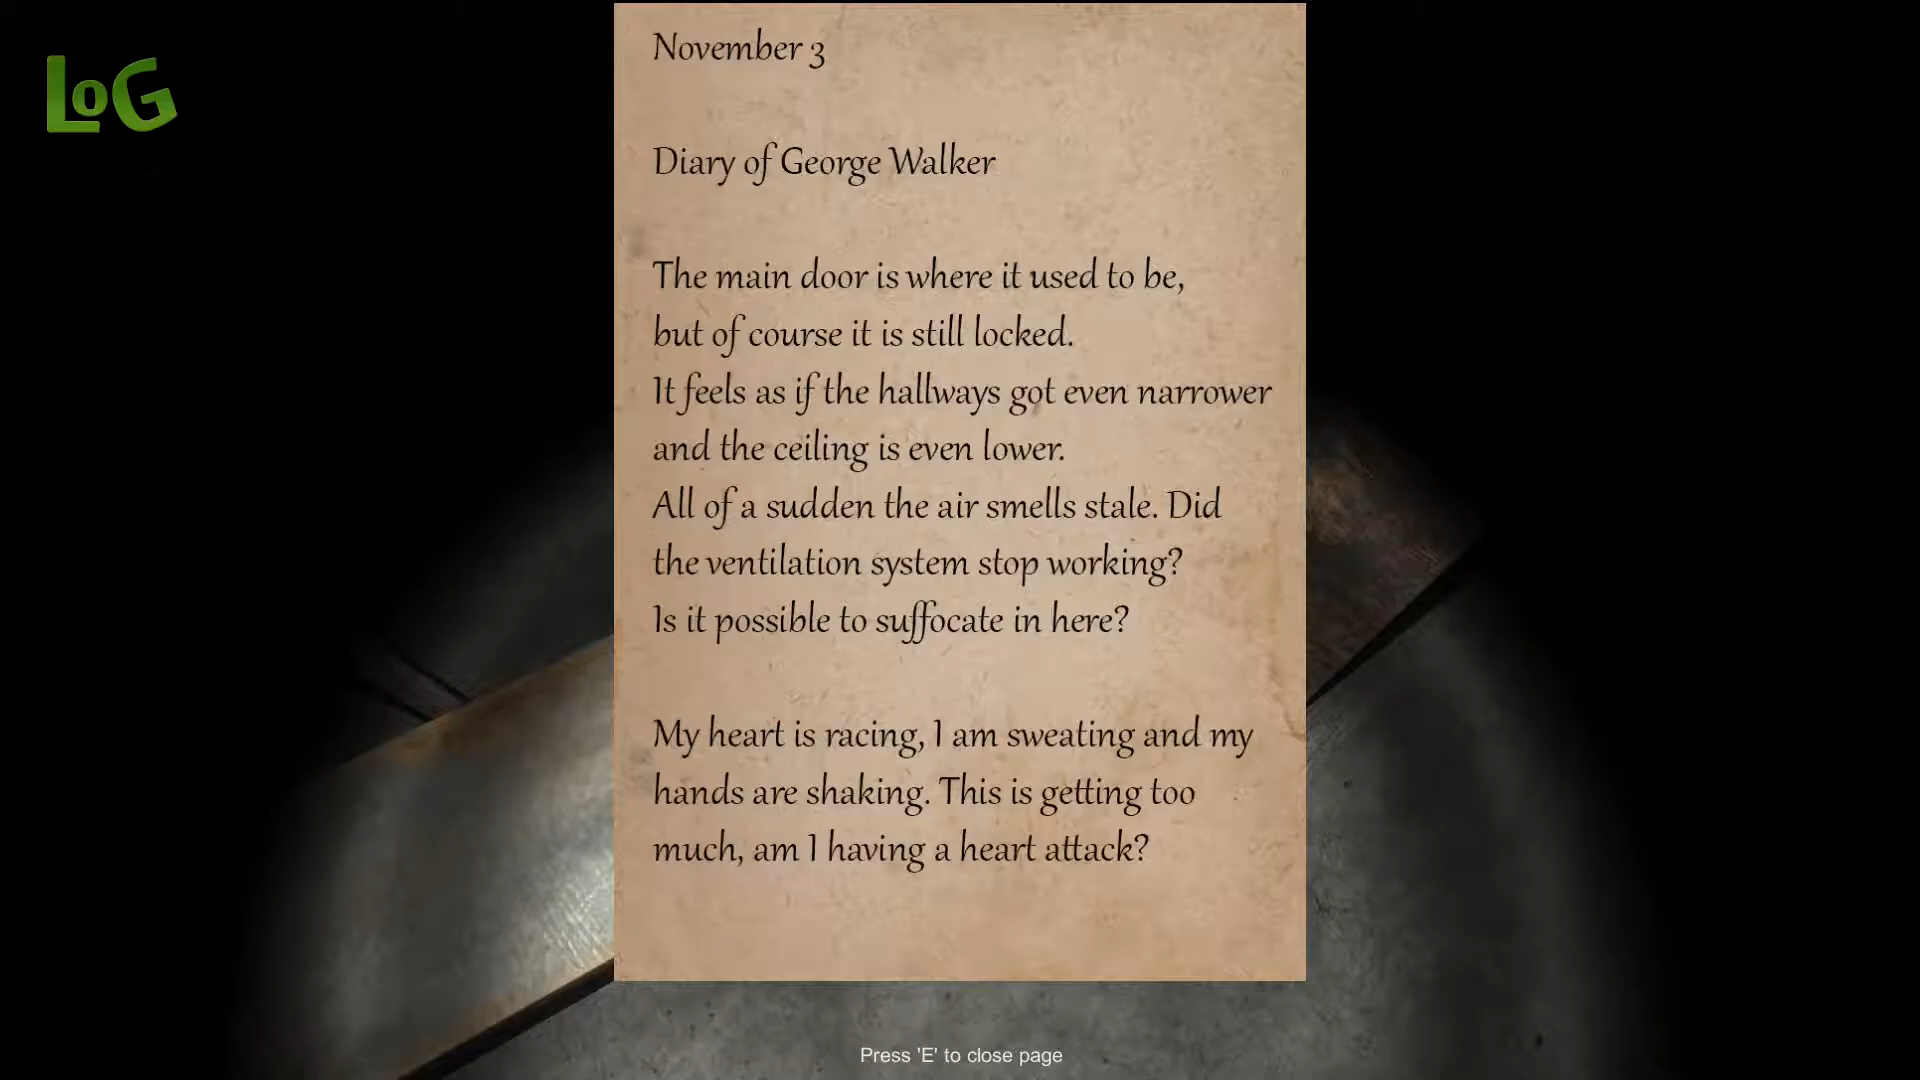 LoG
November 3
Diary of George Walker
The main door is where it used to be,
but of course it is still locked.
It feels as if the hallways got even narrower
and the ceiling is even lower.
All of a sudden the air smells stale. Did
the ventilation system stop working?
Is it possible to suffocate in here?
My heart is racing, I am sweating and my
hands are shaking. This is getting too
much, am I having a heart attack?
Press 'E' to close page